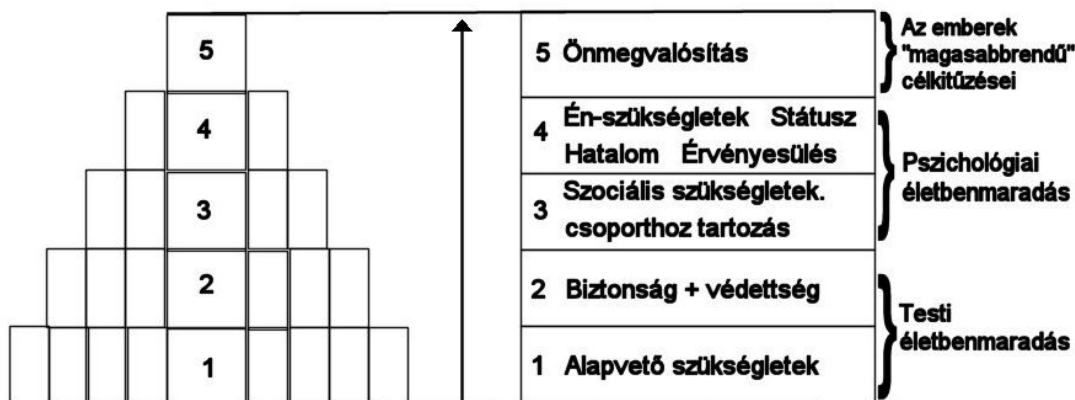 5
4
3
2
1
5 Önmegvalósítás
4 Én-szükségletek Státusz
Hatalom Érvényesülés
3 Szociális szükségletek.
csoporthoz tartozás
2 Biztonság + védettség
1 Alapvető szükségletek
Az emberek
"magasabbrendű"
célkitűzései
Pszichológiai
életbenmaradás
Testi
életbenmaradás